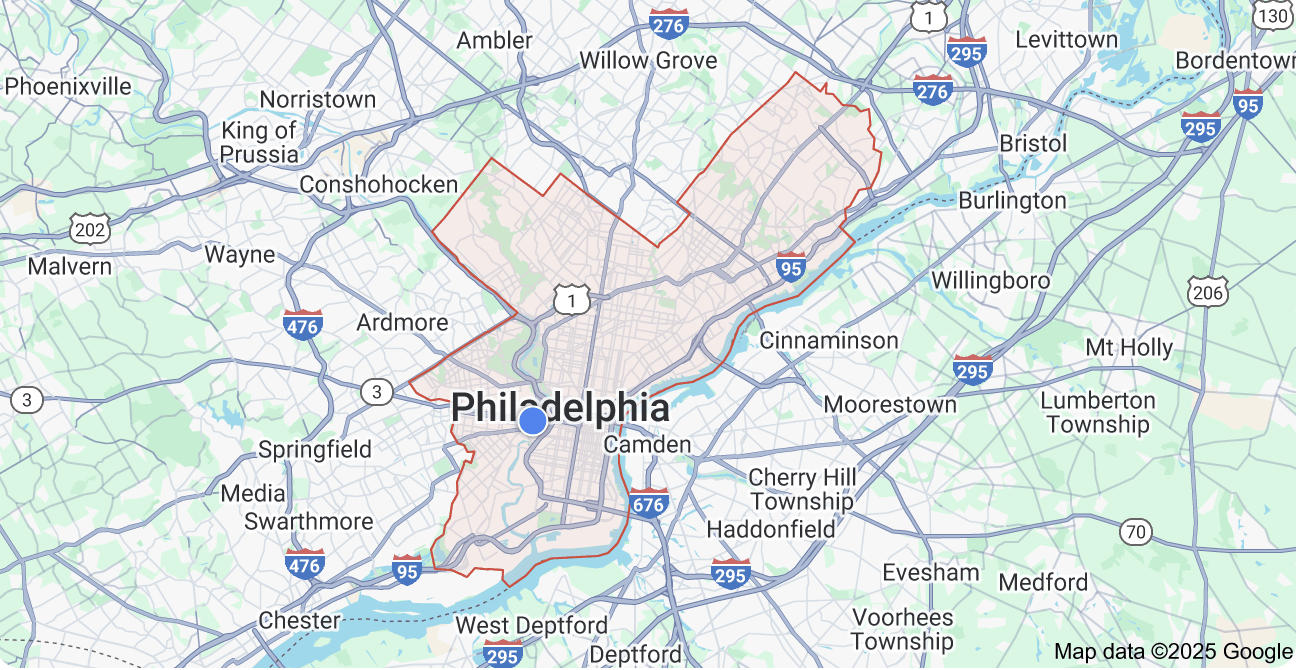 1
130
276
Ambler
Levittown
295
Willow Grove
Bordentown
Phoenixville
276
Norristown
95
295
King of
Prussia
Bristol
Conshohocken
Burlington
202
Wayne
Malvern
95
Willingboro
206
1
476
Ardmore
Cinnaminson
Mt Holly
295
3
3
Philadelphia
Moorestown
Lumberton
Township
Camden
Springfield
Cherry Hill
Township
Media
676
Swarthmore
Haddonfield
70
476
95
295
Evesham
Medford
Chester
West Deptford
Voorhees
Township
295
Deptford
Map data ©2025 Google